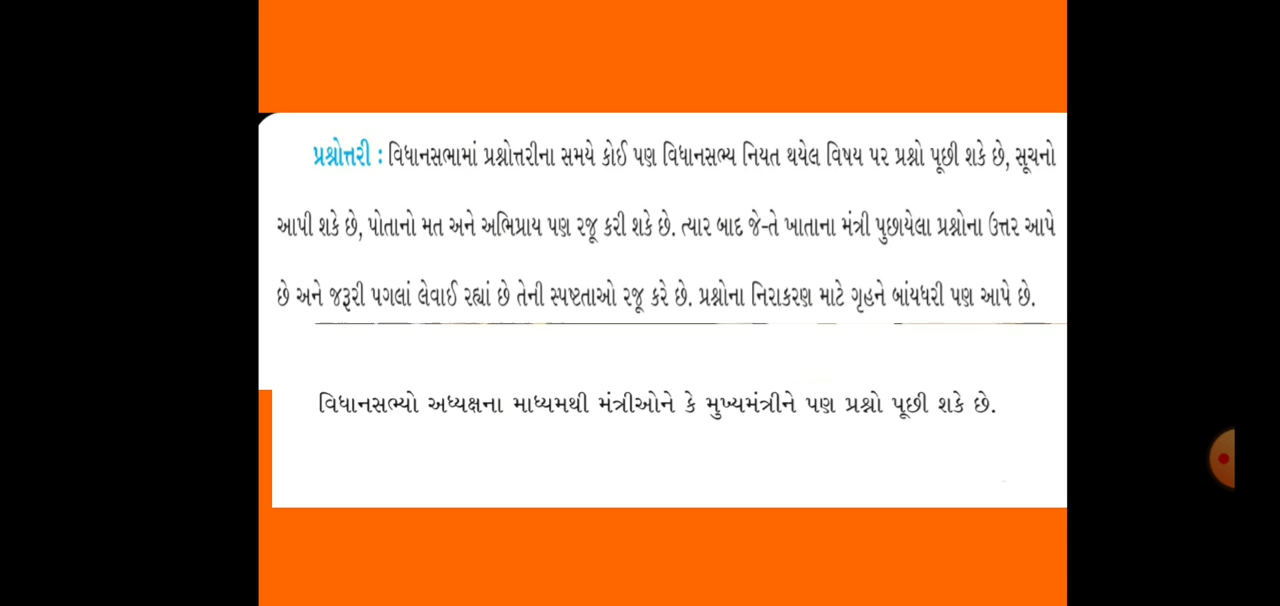 પ્રશ્નોત્તરી : વિધાનસભામાં પ્રશ્નોત્તરીના સમયે કોઈ પણ વિધાનસભ્ય નિયત થયેલ વિષય પર પ્રશ્નો પૂછી શકે છે, સૂચનો
આપી શકે છે, પોતાનો મત અને અભિપ્રાય પણ રજૂ કરી શકે છે. ત્યાર બાદ જે-તે ખાતાના મંત્રી પુછાયેલા પ્રશ્નોના ઉત્તર આપે
છે અને જરૂરી પગલાં લેવાઈ રહ્યાં છે તેની સ્પષ્ટતાઓ રજૂ કરે છે. પ્રશ્નોના નિરાકરણ માટે ગૃહને બાંયધરી પણ આપે છે.
વિધાનસભ્યો અધ્યક્ષના માધ્યમથી મંત્રીઓને કે મુખ્યમંત્રીને પણ પ્રશ્નો પૂછી શકે છે.